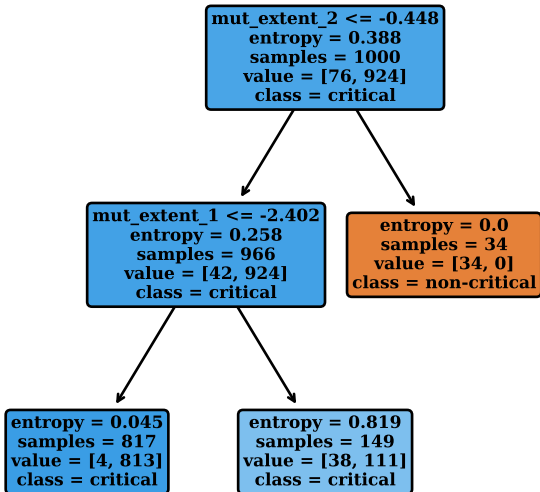 mut_extent_2 <= -0.448
entropy = 0.388
samples = 1000
value = [76, 924]
class = critical
mut_extent_1 <= -2.402
entropy = 0.258
samples = 966
value = [42, 924]
class = critical
entropy = 0.0
samples = 34
value = [34, 0]
class = non-critical
entropy = 0.045
samples = 817
value = [4, 813]
class = critical
entropy = 0.819
samples = 149
value = [38, 111]
class = critical